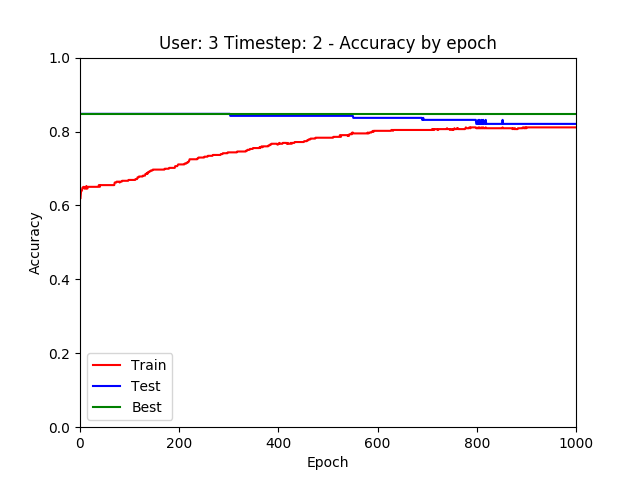 User: 3 Timestep: 2 - Accuracy by epoch
1.0
0.8
0.6
0.4
0.2
0.0
Accuracy
Train
Test
Best
0 200 400 600 800 1000
Epoch